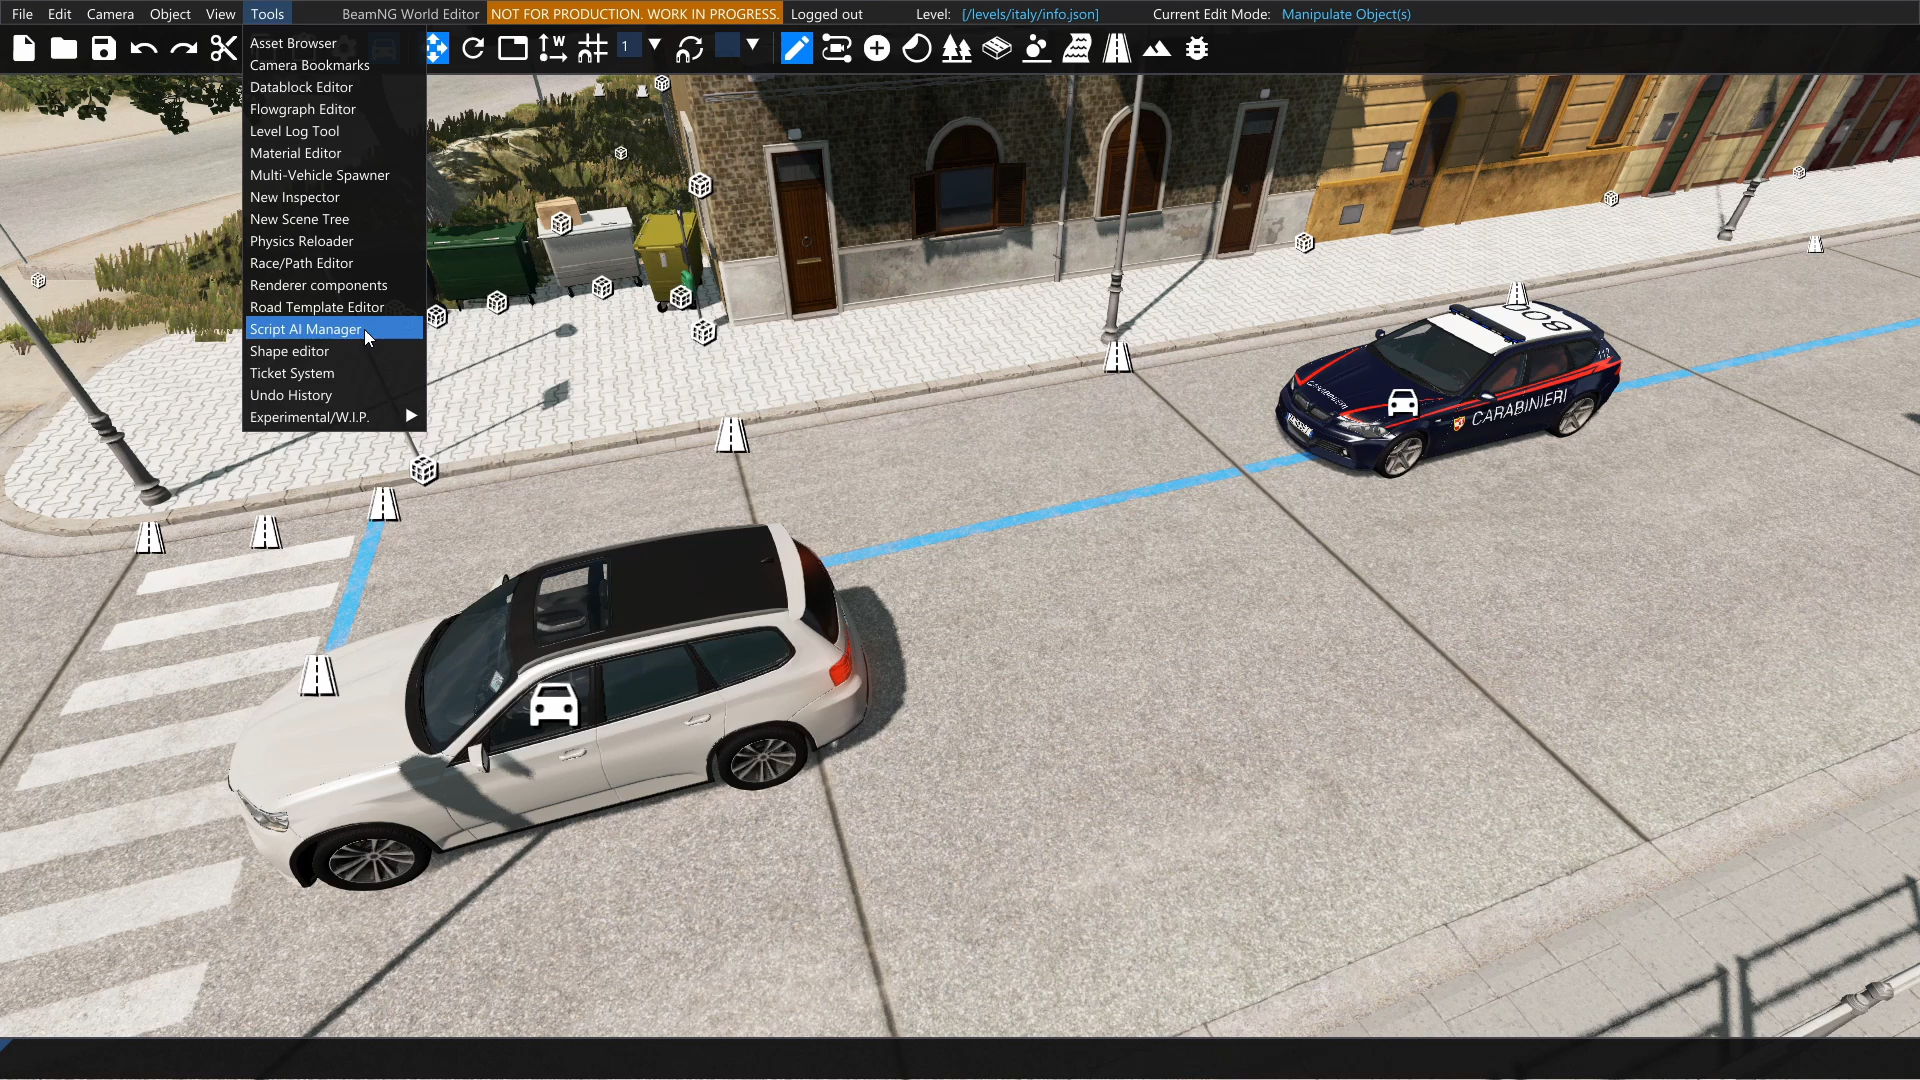 File Edit Camera Object View Tools BeamNG World Editor NOT FOR PRODUCTION. WORK IN PROGRESS. Logged out Level: [/levels/italy/info.json] Current Edit Mode: Manipulate Object(s)
W
1
Asset Browser
Camera Bookmarks
Datablock Editor
Flowgraph Editor
Level Log Tool
Material Editor
Multi-Vehicle Spawner
New Inspector
New Scene Tree
Physics Reloader
Race/Path Editor
Renderer components
Road Template Editor
Script AI Manager
Shape editor
Ticket System
Undo History
Experimental/W.I.P.
008
112
CARABINIERI
CARABINIERI